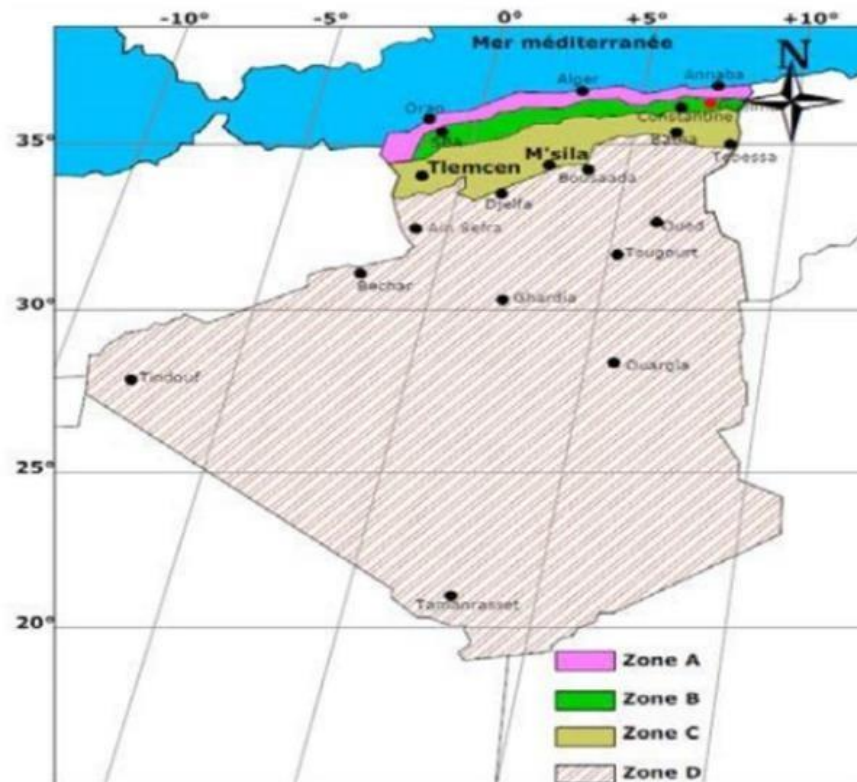 -10° -5° 0° +5° +10°
Mer méditerranée
N
Alger Annaba
Oran
Constantine
35°
Batna
Tlemcen M'sila Tebessa
Bousaada
Djelfa
Ain Sefra Oued
Tougourt
Bechar
30°
Ghardia
Ouargla
Tindouf
25°
Tamanrasset
20°
Zone A
Zone B
Zone C
Zone D